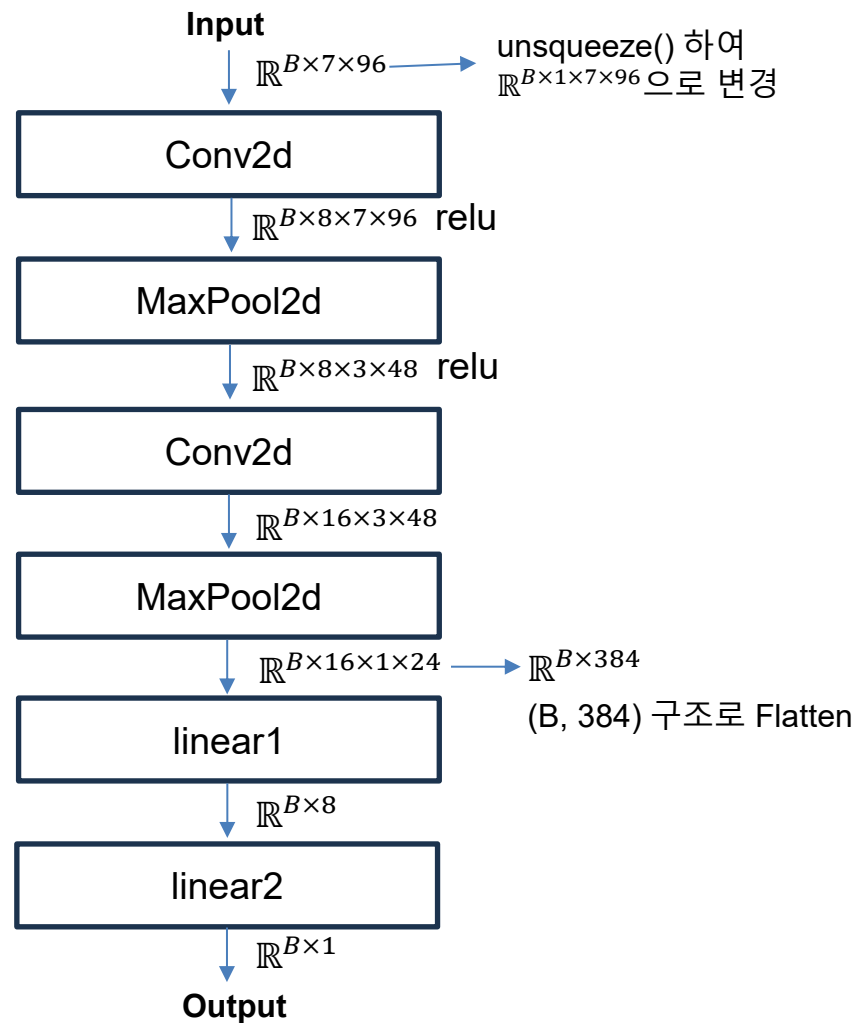 Input
ℝ^{B×7×96}
unsqueeze() 하여
ℝ^{B×1×7×96}으로 변경
Conv2d
ℝ^{B×8×7×96} relu
MaxPool2d
ℝ^{B×8×3×48} relu
Conv2d
ℝ^{B×16×3×48}
MaxPool2d
ℝ^{B×16×1×24}
ℝ^{B×384}
(B, 384) 구조로 Flatten
linear1
ℝ^{B×8}
linear2
ℝ^{B×1}
Output